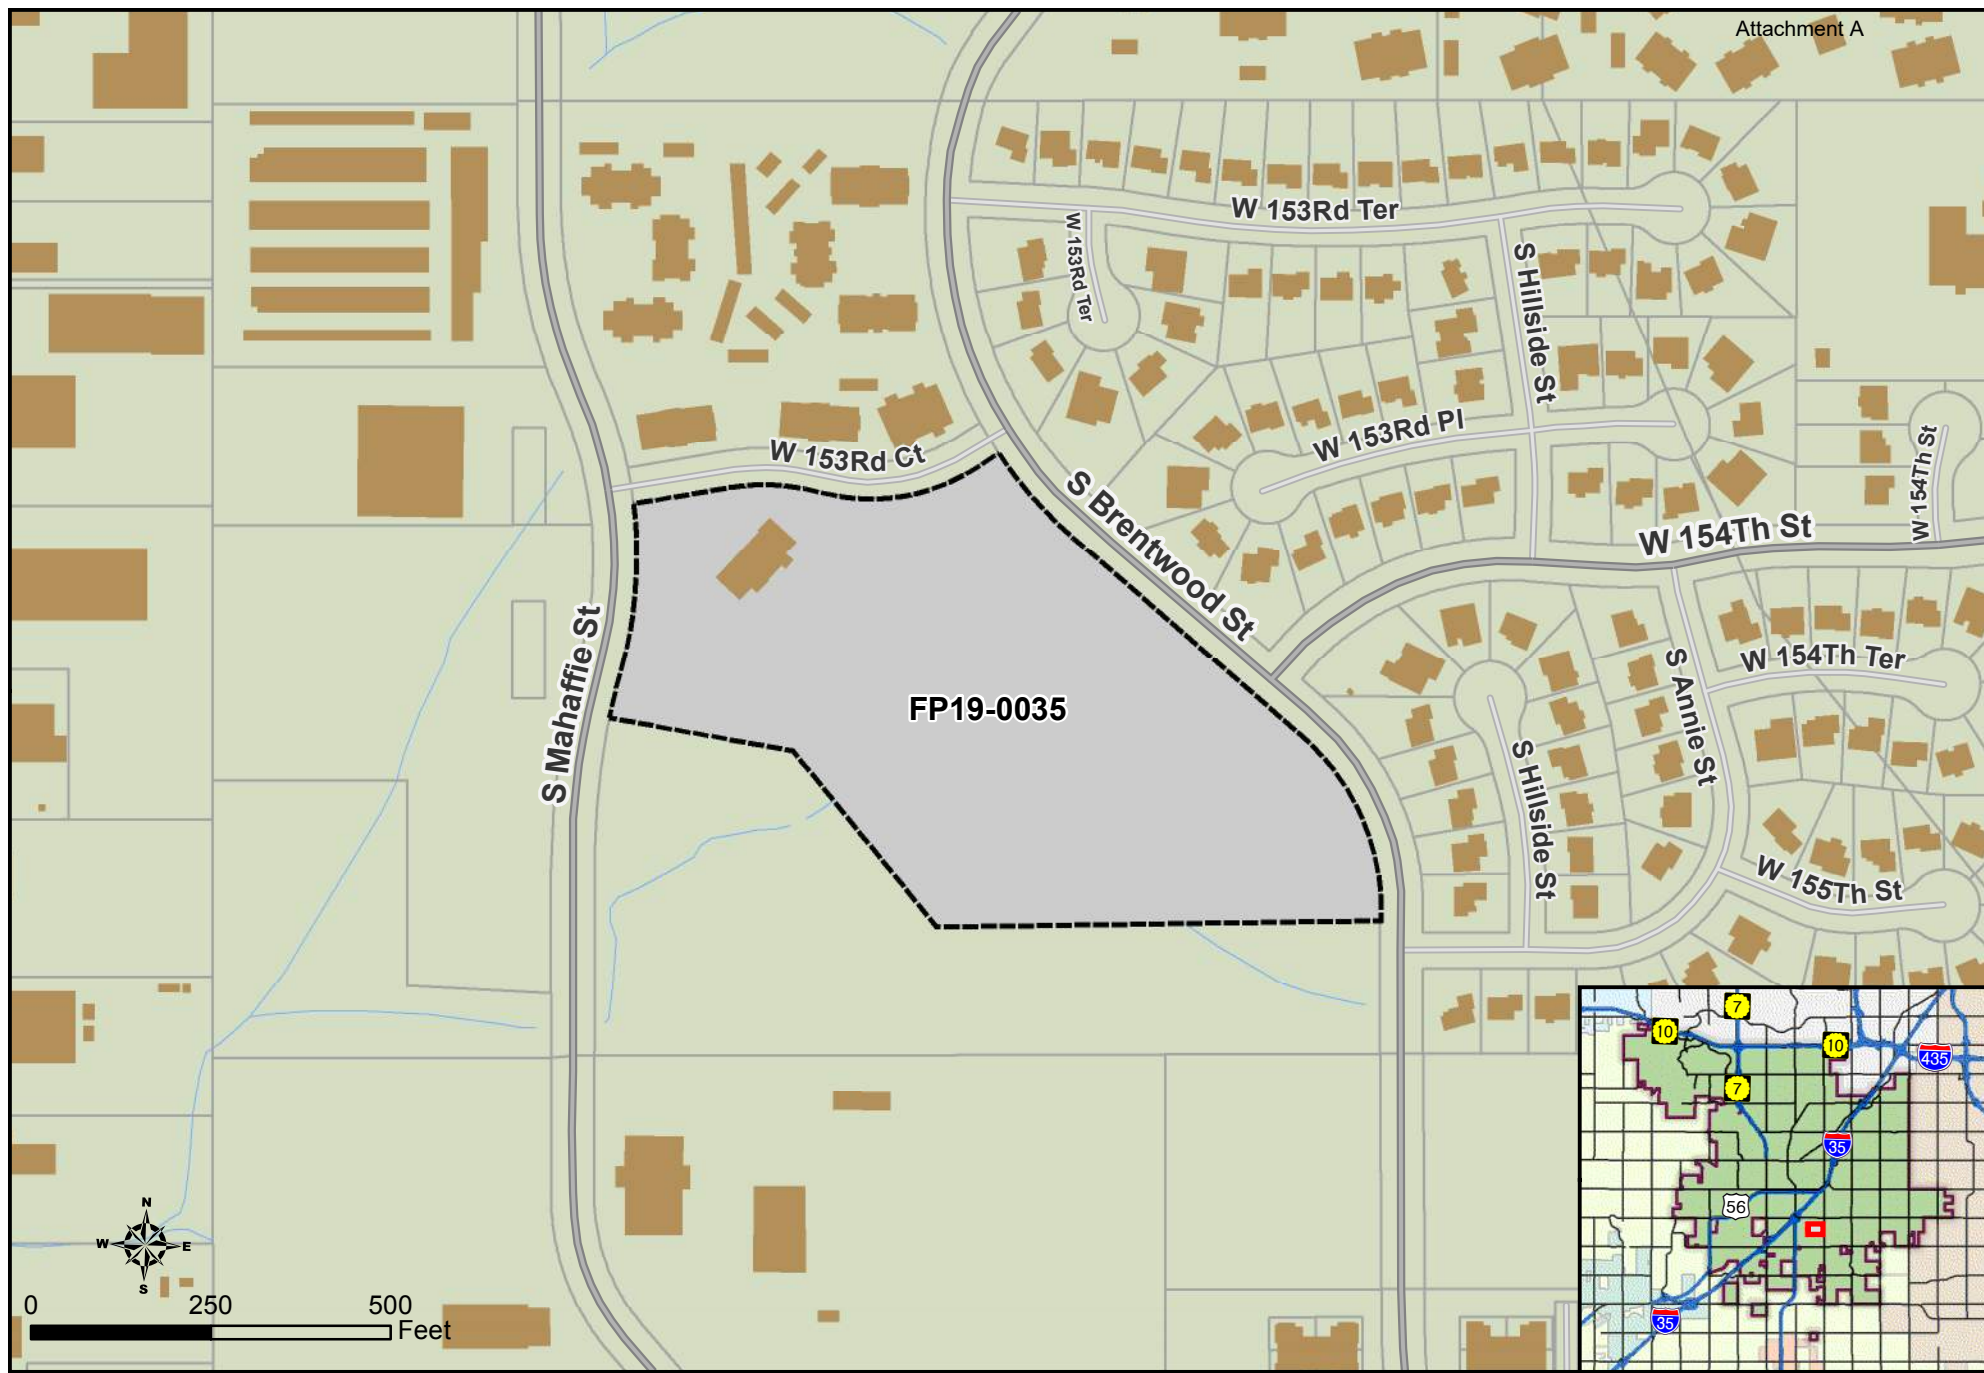 Attachment A
W 153Rd Ter
W 153Rd Ter
S Hillside St
W 153Rd Ct
W 153Rd Pl
W 154Th St
S Brentwood St
W 154Th St
S Mahaffie St
FP19-0035
S Annie St
W 154Th Ter
S Hillside St
W 155Th St
7
10
10
435
7
35
56
35
N
W
E
S
0
250
500
Feet